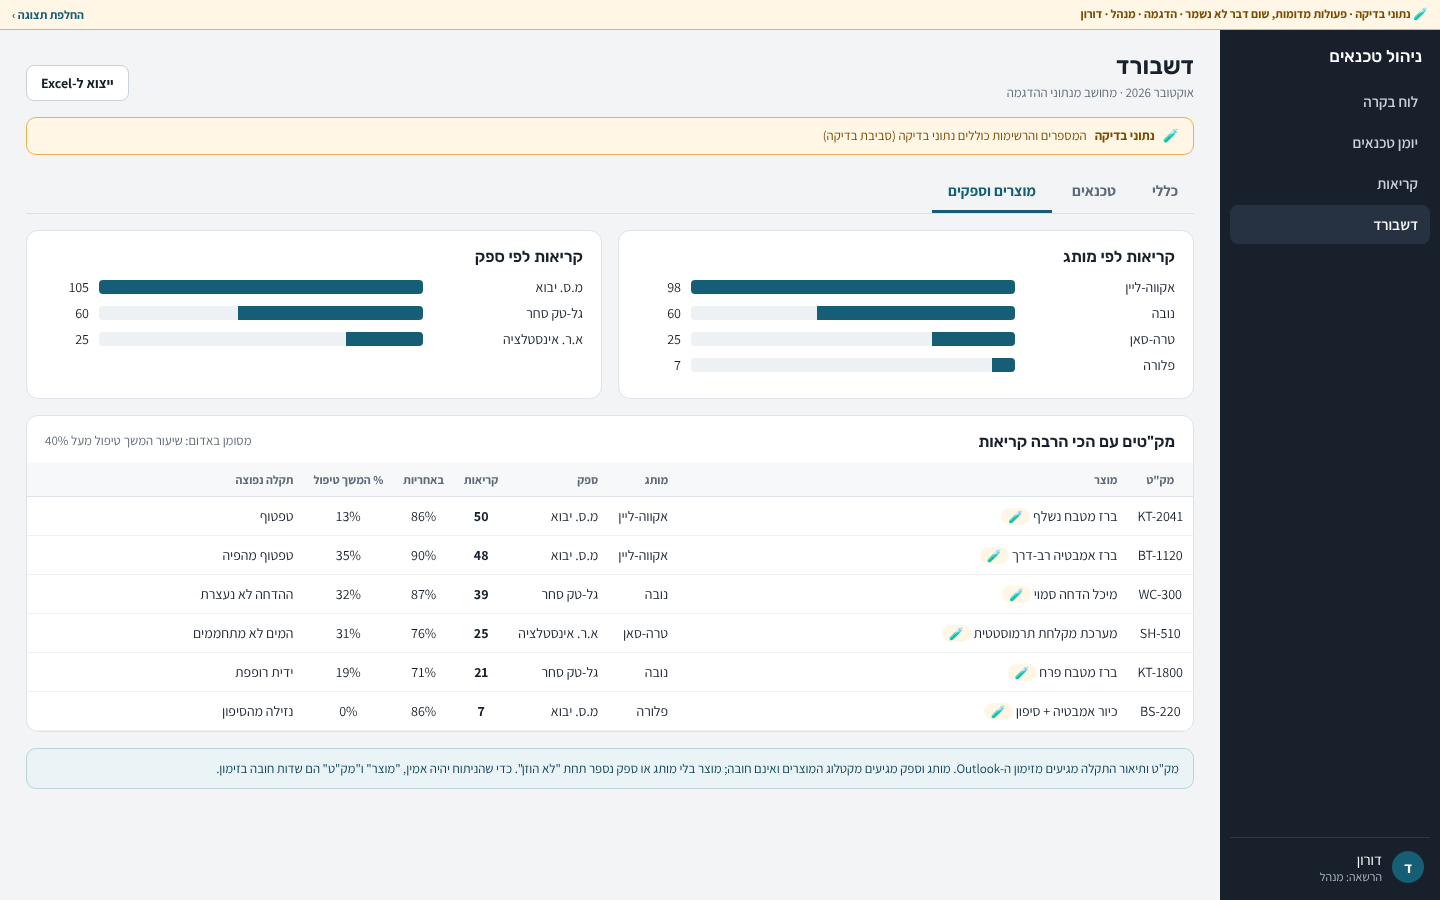 🧪 נתוני בדיקה · פעולות מדומות, שום דבר לא נשמר · הדגמה · מנהל · דורון
החלפת תצוגה ›
ניהול טכנאים
לוח בקרה
יומן טכנאים
קריאות
דשבורד
דשבורד
אוקטובר 2026 · מחושב מנתוני ההדגמה
ייצוא ל-Excel
🧪 נתוני בדיקה המספרים והרשימות כוללים נתוני בדיקה (סביבת בדיקה)
כללי טכנאים מוצרים וספקים
קריאות לפי מותג
אקווה-ליין 98
נובה 60
טרה-סאן 25
פלורה 7
קריאות לפי ספק
מ.ס. יבוא 105
גל-טק סחר 60
א.ר. אינסטלציה 25
מק"טים עם הכי הרבה קריאות
מסומן באדום: שיעור המשך טיפול מעל 40%
מק"ט מוצר מותג ספק קריאות באחריות % המשך טיפול תקלה נפוצה
KT-2041 ברז מטבח נשלף 🧪 אקווה-ליין מ.ס. יבוא 50 86% 13% טפטוף
BT-1120 ברז אמבטיה רב-דרך 🧪 אקווה-ליין מ.ס. יבוא 48 90% 35% טפטוף מהפיה
WC-300 מיכל הדחה סמוי 🧪 נובה גל-טק סחר 39 87% 32% ההדחה לא נעצרת
SH-510 מערכת מקלחת תרמוסטטית 🧪 טרה-סאן א.ר. אינסטלציה 25 76% 31% המים לא מתחממים
KT-1800 ברז מטבח פרח 🧪 נובה גל-טק סחר 21 71% 19% ידית רופפת
BS-220 כיור אמבטיה + סיפון 🧪 פלורה מ.ס. יבוא 7 86% 0% נזילה מהסיפון
מק"ט ותיאור התקלה מגיעים מזימון ה-Outlook. מותג וספק מגיעים מקטלוג המוצרים ואינם חובה; מוצר בלי מותג או ספק נספר תחת "לא הוזן". כדי שהניתוח יהיה אמין, "מוצר" ו"מק"ט" הם שדות חובה בזימון.
ד
דורון
הרשאה: מנהל